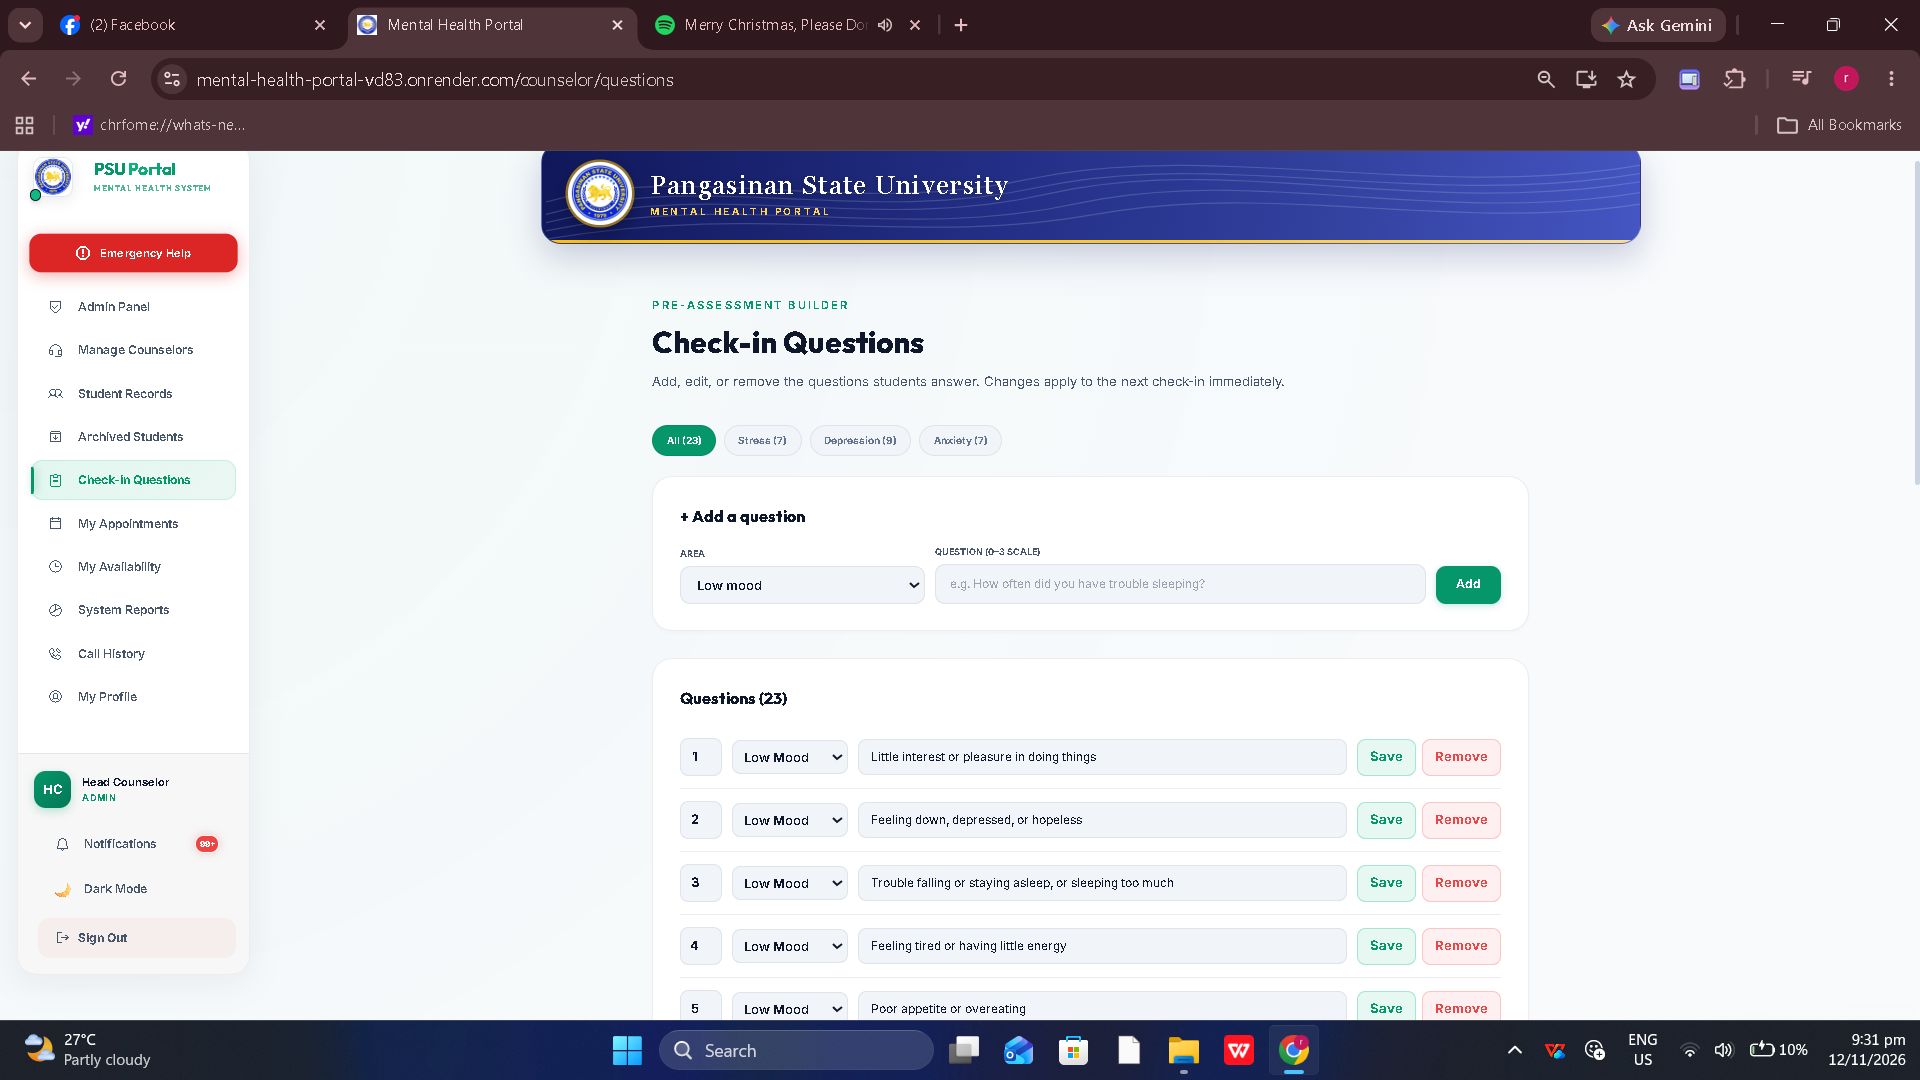 (2) Facebook
Mental Health Portal
Merry Christmas, Please Do
Ask Gemini
mental-health-portal-vd83.onrender.com/counselor/questions
r
chrfome://whats-ne...
All Bookmarks
PSU Portal
MENTAL HEALTH SYSTEM
Emergency Help
Admin Panel
Manage Counselors
Student Records
Archived Students
Check-in Questions
My Appointments
My Availability
System Reports
Call History
My Profile
HC
Head Counselor
ADMIN
Notifications
99+
Dark Mode
Sign Out
Pangasinan State University
MENTAL HEALTH PORTAL
PRE-ASSESSMENT BUILDER
Check-in Questions
Add, edit, or remove the questions students answer. Changes apply to the next check-in immediately.
All (23)
Stress (7)
Depression (9)
Anxiety (7)
+ Add a question
AREA
QUESTION (0–3 SCALE)
Low mood
e.g. How often did you have trouble sleeping?
Add
Questions (23)
1 Low Mood Little interest or pleasure in doing things Save Remove
2 Low Mood Feeling down, depressed, or hopeless Save Remove
3 Low Mood Trouble falling or staying asleep, or sleeping too much Save Remove
4 Low Mood Feeling tired or having little energy Save Remove
5 Low Mood Poor appetite or overeating Save Remove
27°C
Partly cloudy
Search
ENG
US
10%
9:31 pm
12/11/2026